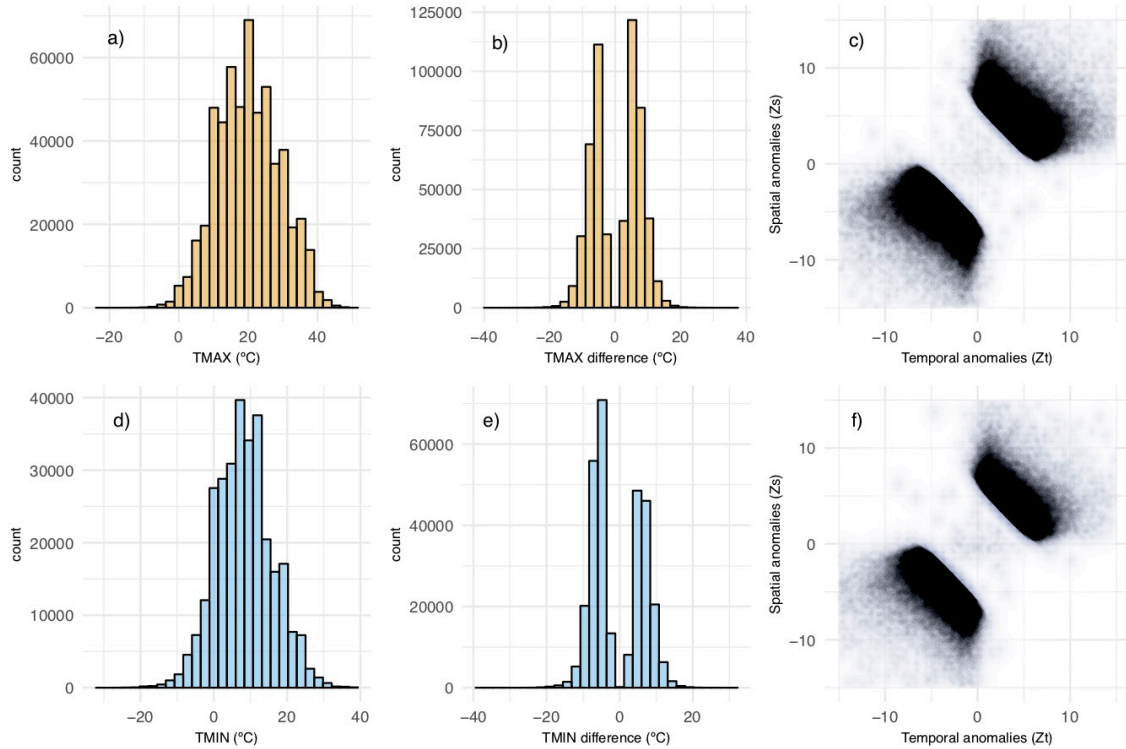 a)
60000
40000
20000
0
count
−20 0 20 40
TMAX (°C)
b)
125000
100000
75000
50000
25000
0
count
−40 −20 0 20 40
TMAX difference (°C)
c)
10
0
−10
Spatial anomalies (Zs)
−10 0 10
Temporal anomalies (Zt)
d)
40000
30000
20000
10000
0
count
−20 0 20 40
TMIN (°C)
e)
60000
40000
20000
0
count
−40 −20 0 20
TMIN difference (°C)
f)
10
0
−10
Spatial anomalies (Zs)
−10 0 10
Temporal anomalies (Zt)